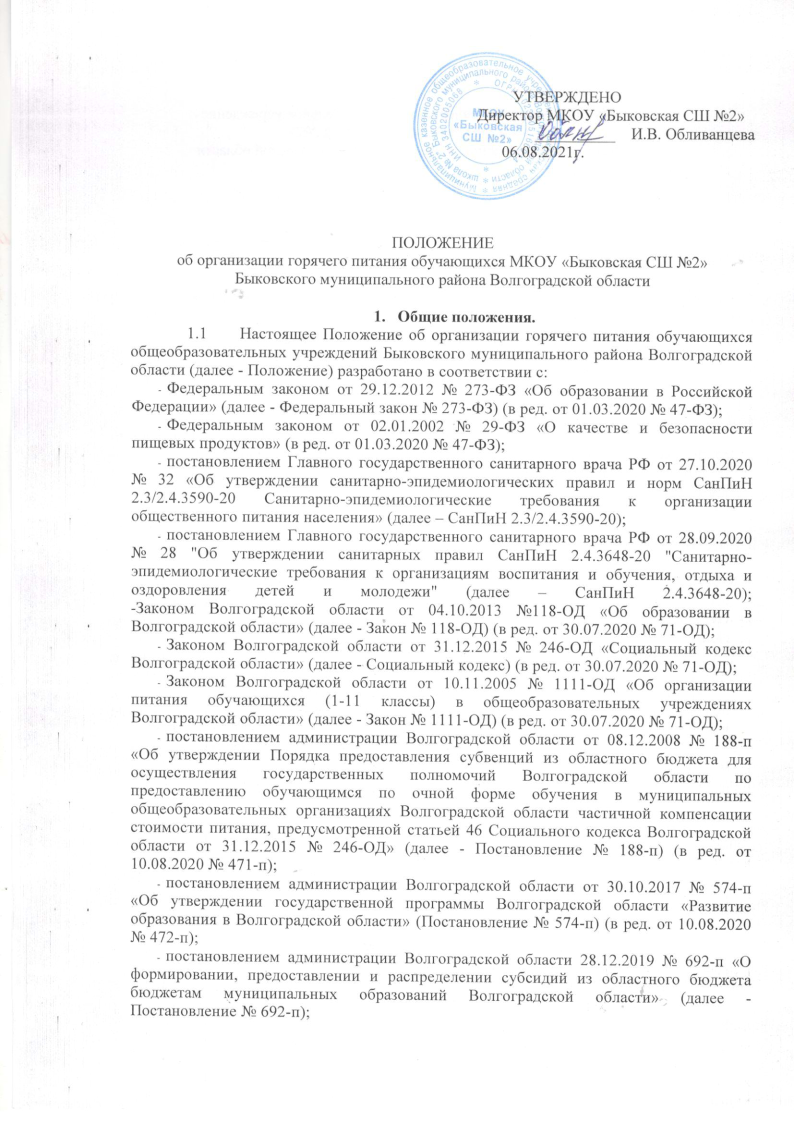 УТВЕРЖДЕНО
Директор МКОУ «Быковская СШ №2»
И.В. Обливанцева
06.08.2021г.
МКОУ
«Быковская
СШ №2»
ПОЛОЖЕНИЕ
об организации горячего питания обучающихся МКОУ «Быковская СШ №2»
Быковского муниципального района Волгоградской области
1. Общие положения.
1.1 Настоящее Положение об организации горячего питания обучающихся
общеобразовательных учреждений Быковского муниципального района Волгоградской
области (далее - Положение) разработано в соответствии с:
- Федеральным законом от 29.12.2012 № 273-ФЗ «Об образовании в Российской
Федерации» (далее - Федеральный закон № 273-ФЗ) (в ред. от 01.03.2020 № 47-ФЗ);
- Федеральным законом от 02.01.2002 № 29-ФЗ «О качестве и безопасности
пищевых продуктов» (в ред. от 01.03.2020 № 47-ФЗ);
- постановлением Главного государственного санитарного врача РФ от 27.10.2020
№ 32 «Об утверждении санитарно-эпидемиологических правил и норм СанПиН
2.3/2.4.3590-20 Санитарно-эпидемиологические требования к организации
общественного питания населения» (далее – СанПиН 2.3/2.4.3590-20);
- постановлением Главного государственного санитарного врача РФ от 28.09.2020
№ 28 "Об утверждении санитарных правил СанПиН 2.4.3648-20 "Санитарно-
эпидемиологические требования к организациям воспитания и обучения, отдыха и
оздоровления детей и молодежи" (далее – СанПиН 2.4.3648-20);
-Законом Волгоградской области от 04.10.2013 №118-ОД «Об образовании в
Волгоградской области» (далее - Закон № 118-ОД) (в ред. от 30.07.2020 № 71-ОД);
- Законом Волгоградской области от 31.12.2015 № 246-ОД «Социальный кодекс
Волгоградской области» (далее - Социальный кодекс) (в ред. от 30.07.2020 № 71-ОД);
- Законом Волгоградской области от 10.11.2005 № 1111-ОД «Об организации
питания обучающихся (1-11 классы) в общеобразовательных учреждениях
Волгоградской области» (далее - Закон № 1111-ОД) (в ред. от 30.07.2020 № 71-ОД);
- постановлением администрации Волгоградской области от 08.12.2008 № 188-п
«Об утверждении Порядка предоставления субвенций из областного бюджета для
осуществления государственных полномочий Волгоградской области по
предоставлению обучающимся по очной форме обучения в муниципальных
общеобразовательных организациях Волгоградской области частичной компенсации
стоимости питания, предусмотренной статьей 46 Социального кодекса Волгоградской
области от 31.12.2015 № 246-ОД» (далее - Постановление № 188-п) (в ред. от
10.08.2020 № 471-п);
- постановлением администрации Волгоградской области от 30.10.2017 № 574-п
«Об утверждении государственной программы Волгоградской области «Развитие
образования в Волгоградской области» (Постановление № 574-п) (в ред. от 10.08.2020
№ 472-п);
- постановлением администрации Волгоградской области 28.12.2019 № 692-п «О
формировании, предоставлении и распределении субсидий из областного бюджета
бюджетам муниципальных образований Волгоградской области» (далее -
Постановление № 692-п);